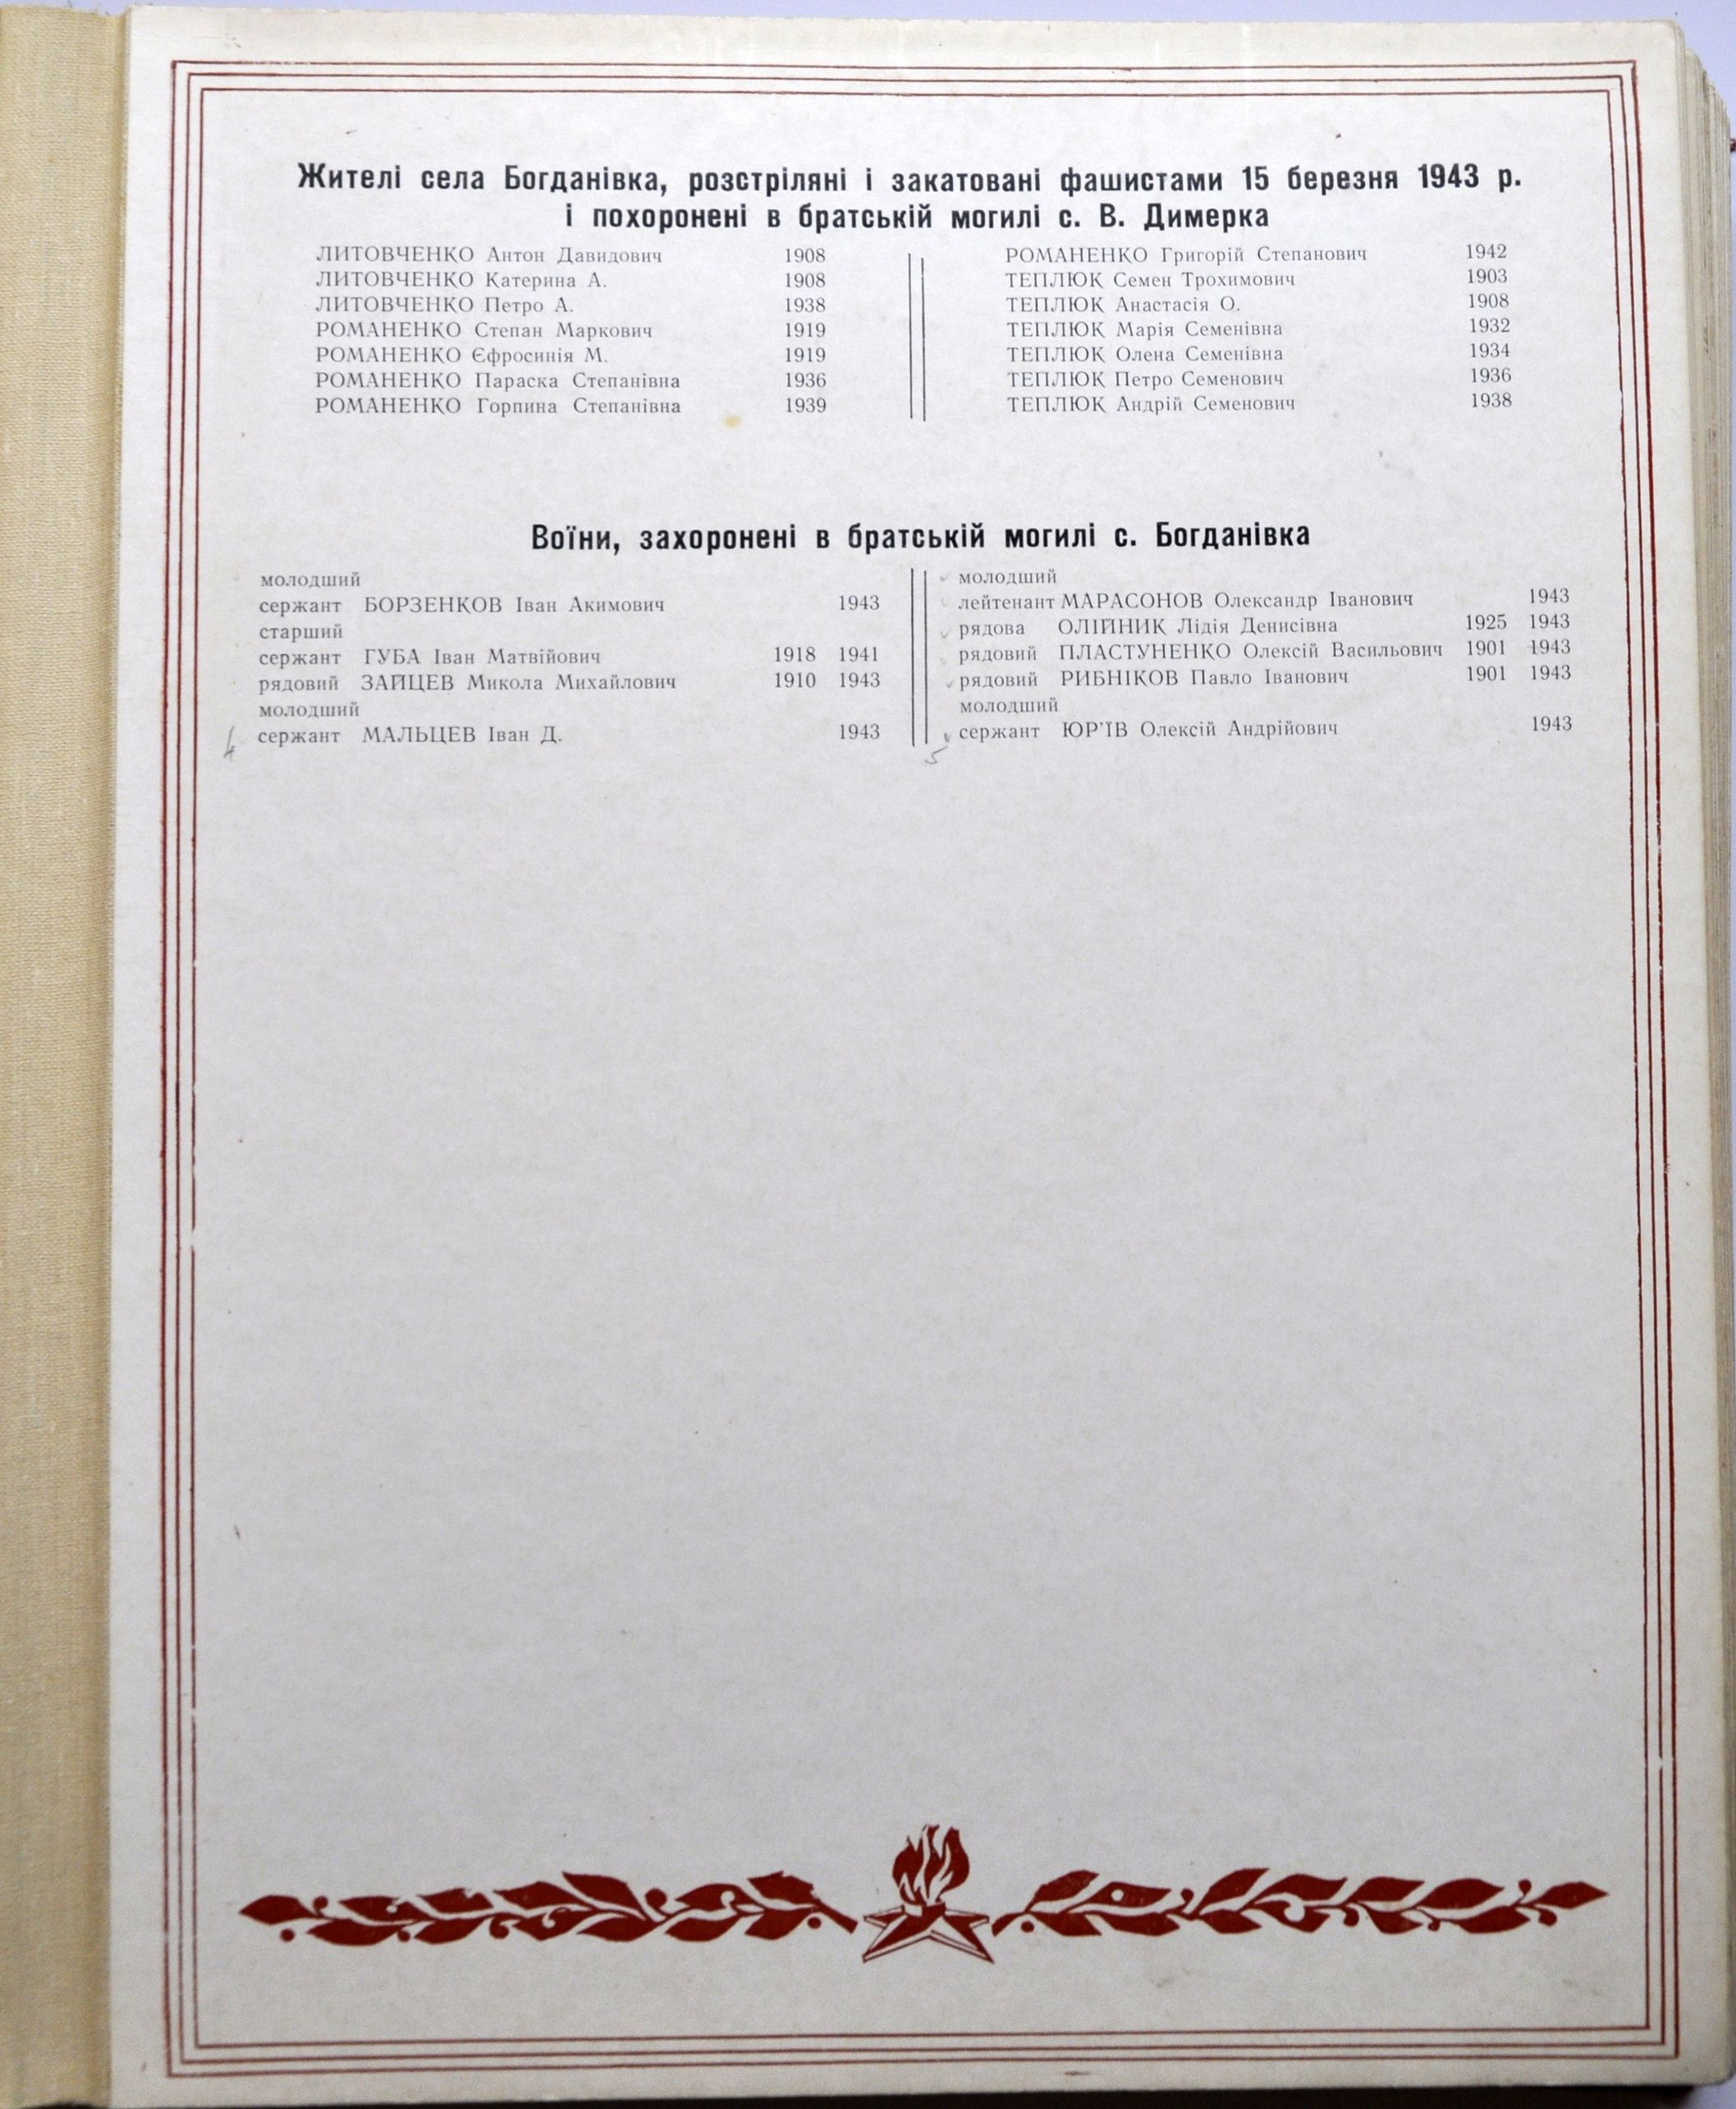 Жителі села Богданівка, розстріляні і закатовані фашистами 15 березня 1943 р.
і похоронені в братській могилі с. В. Димерка
ЛИТОВЧЕНКО Антон Давидович 1908
ЛИТОВЧЕНКО Катерина А. 1908
ЛИТОВЧЕНКО Петро А. 1938
РОМАНЕНКО Степан Маркович 1919
РОМАНЕНКО Єфросинія М. 1919
РОМАНЕНКО Параска Степанівна 1936
РОМАНЕНКО Горпина Степанівна 1939
РОМАНЕНКО Григорій Степанович 1942
ТЕПЛЮК Семен Трохимович 1903
ТЕПЛЮК Анастасія О. 1908
ТЕПЛЮК Марія Семенівна 1932
ТЕПЛЮК Олена Семенівна 1934
ТЕПЛЮК Петро Семенович 1936
ТЕПЛЮК Андрій Семенович 1938
Воїни, захоронені в братській могилі с. Богданівка
молодший
сержант БОРЗЕНКОВ Іван Акимович 1943
старший
сержант ГУБА Іван Матвійович 1918 1941
рядовий ЗАЙЦЕВ Микола Михайлович 1910 1943
молодший
сержант МАЛЬЦЕВ Іван Д. 1943
4
молодший
лейтенант МАРАСОНОВ Олександр Іванович 1943
рядова ОЛІЙНИК Лідія Денисівна 1925 1943
рядовий ПЛАСТУНЕНКО Олексій Васильович 1901 1943
рядовий РИБНІКОВ Павло Іванович 1901 1943
молодший
сержант ЮР'ЇВ Олексій Андрійович 1943
5